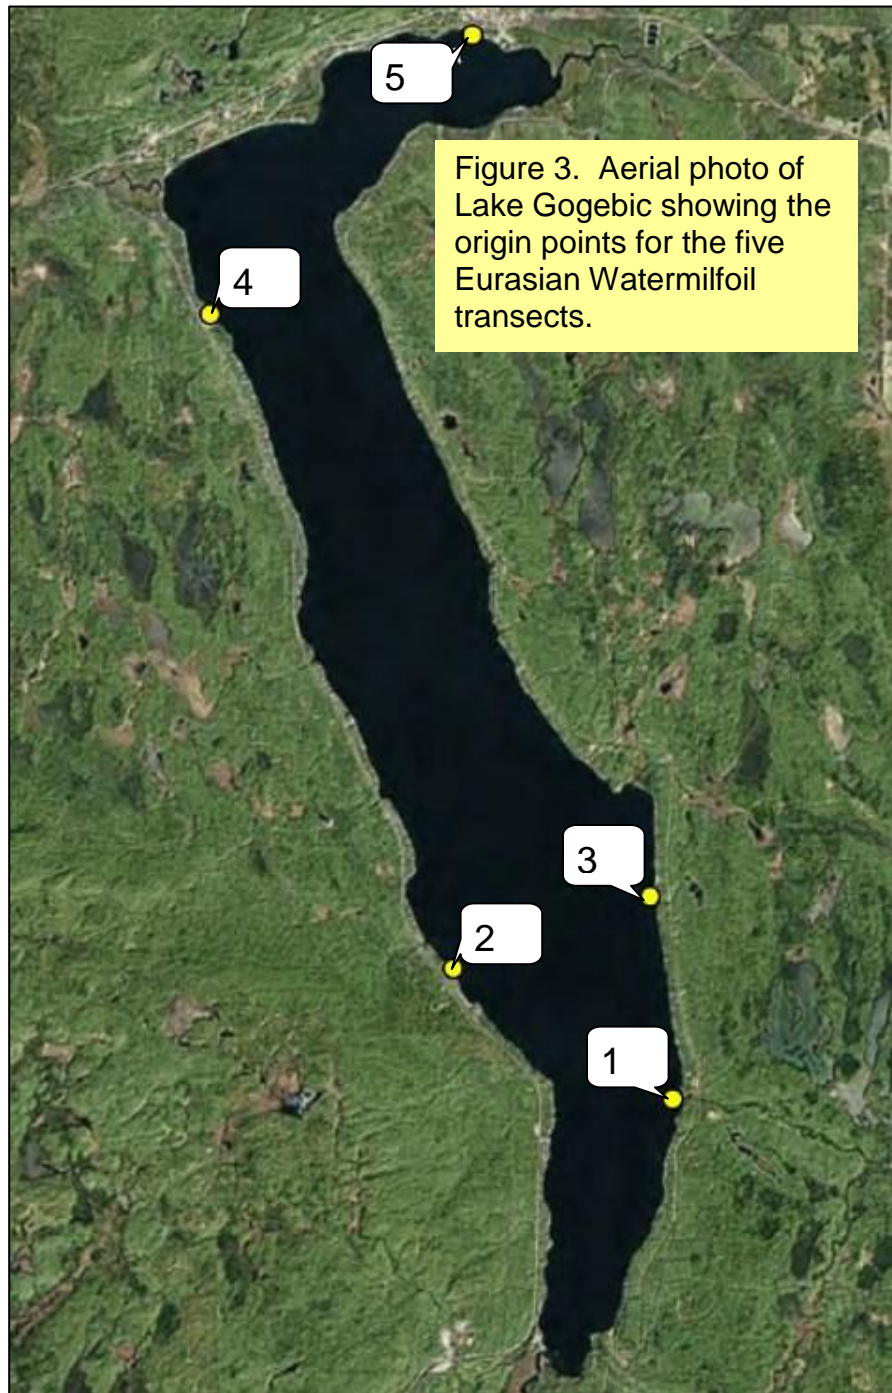 5
Figure 3. Aerial photo of
Lake Gogebic showing the
origin points for the five
Eurasian Watermilfoil
transects.
4
3
2
1